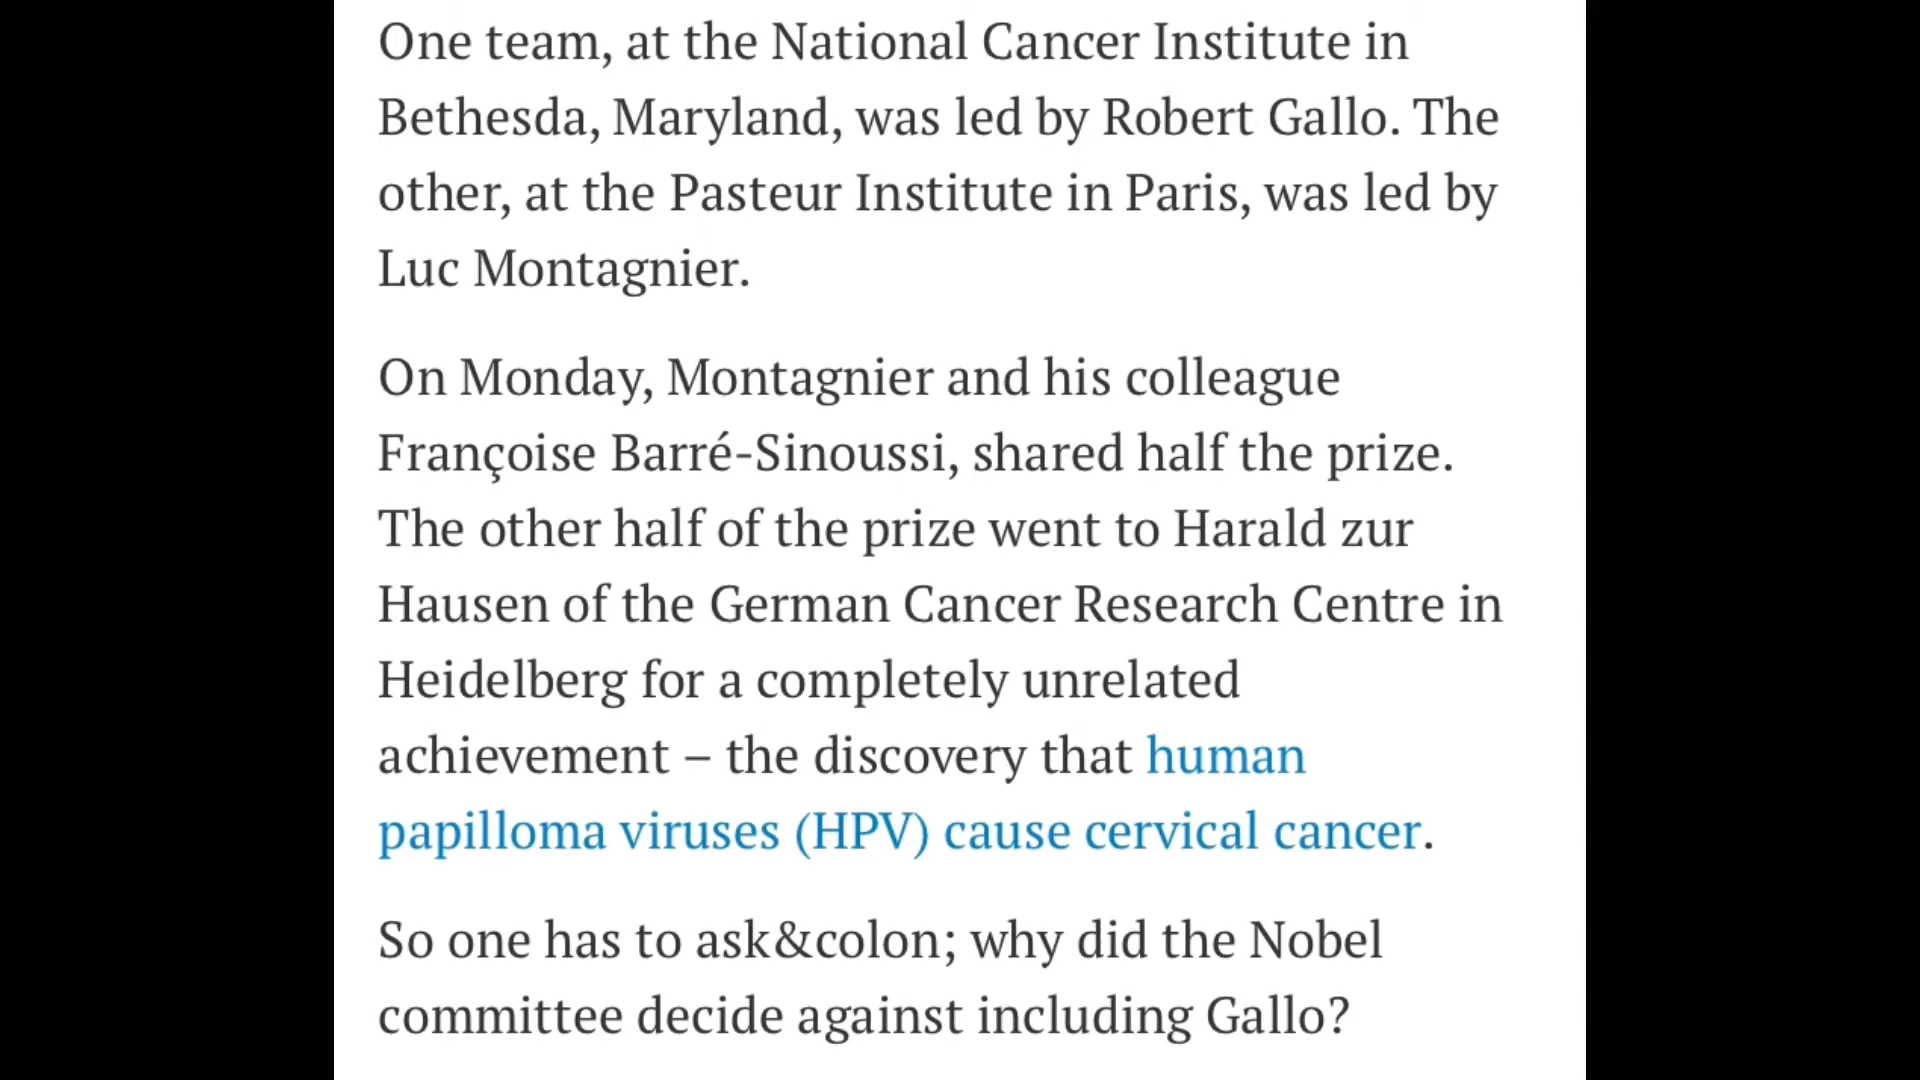 One team, at the National Cancer Institute in
Bethesda, Maryland, was led by Robert Gallo. The
other, at the Pasteur Institute in Paris, was led by
Luc Montagnier.
On Monday, Montagnier and his colleague
Françoise Barré-Sinoussi, shared half the prize.
The other half of the prize went to Harald zur
Hausen of the German Cancer Research Centre in
Heidelberg for a completely unrelated
achievement – the discovery that human
papilloma viruses (HPV) cause cervical cancer.
So one has to ask&colon; why did the Nobel
committee decide against including Gallo?